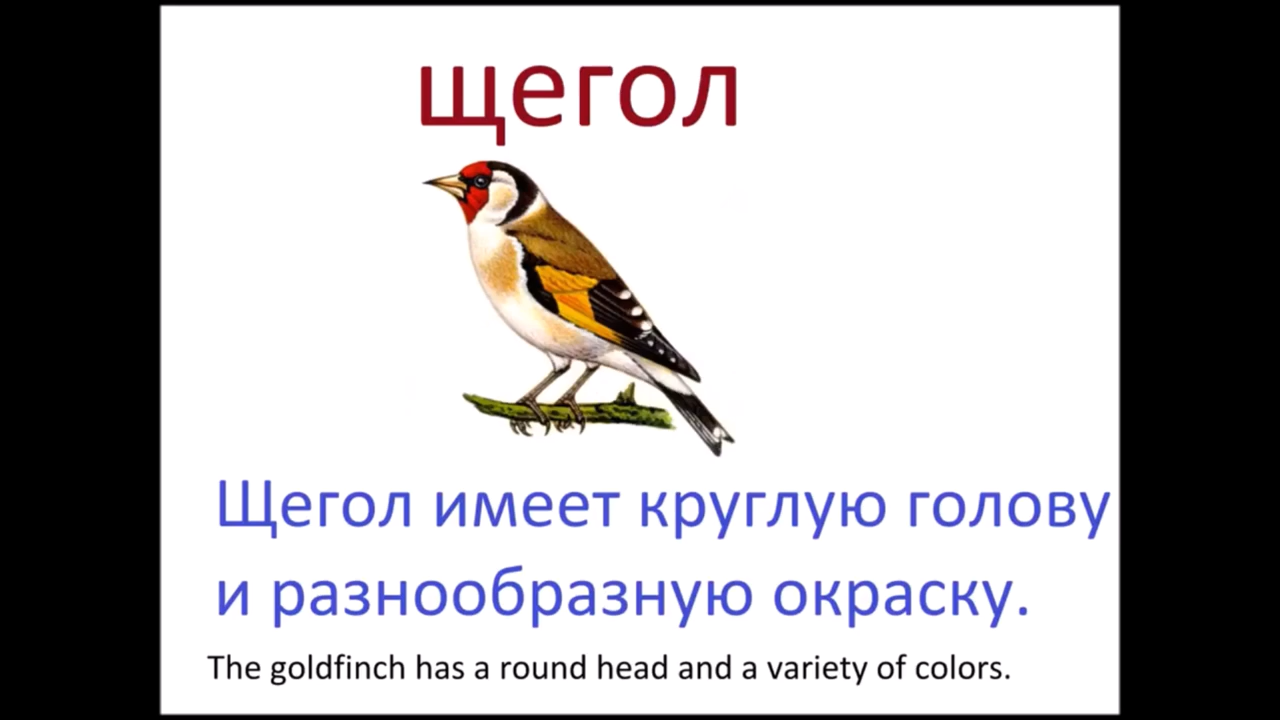 щегол
Щегол имеет круглую голову
и разнообразную окраску.
The goldfinch has a round head and a variety of colors.